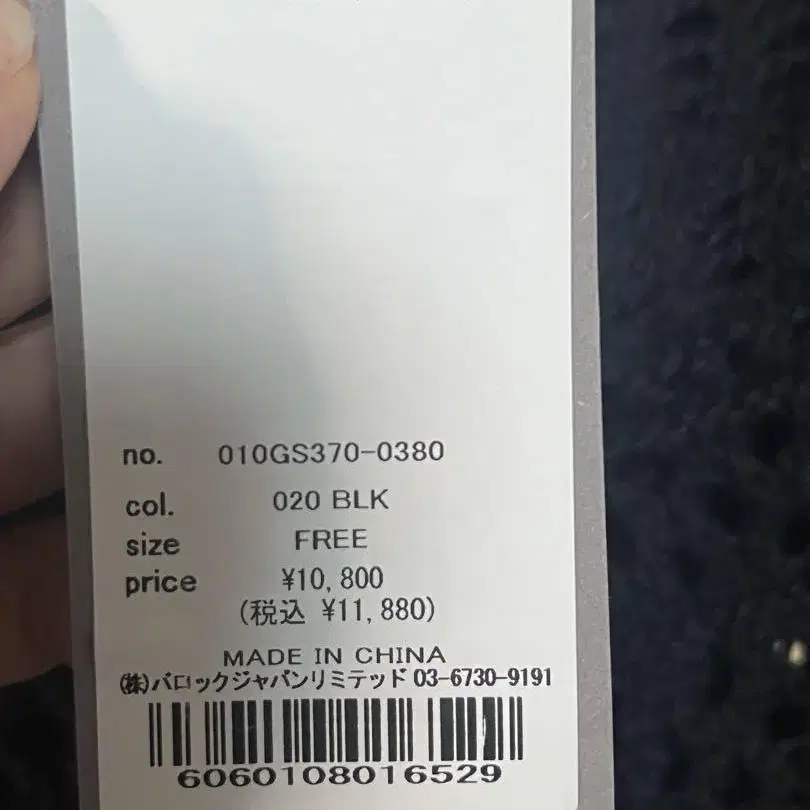 no. 010GS370-0380
col. 020 BLK
size FREE
price ¥10,800
(税込 ¥11,880)
MADE IN CHINA
(株)バロックジャパンリミテッド 03-6730-9191
6060108016529